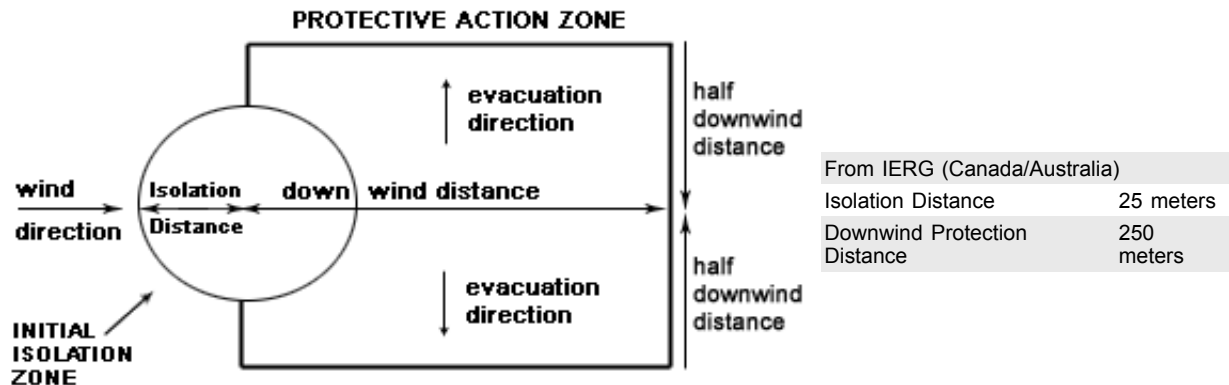 PROTECTIVE ACTION ZONE
evacuation
direction
half
downwind
distance
wind
direction
Isolation
Distance
down wind distance
evacuation
direction
half
downwind
distance
INITIAL
ISOLATION
ZONE
From IERG (Canada/Australia)
Isolation Distance 25 meters
Downwind Protection 250
Distance meters